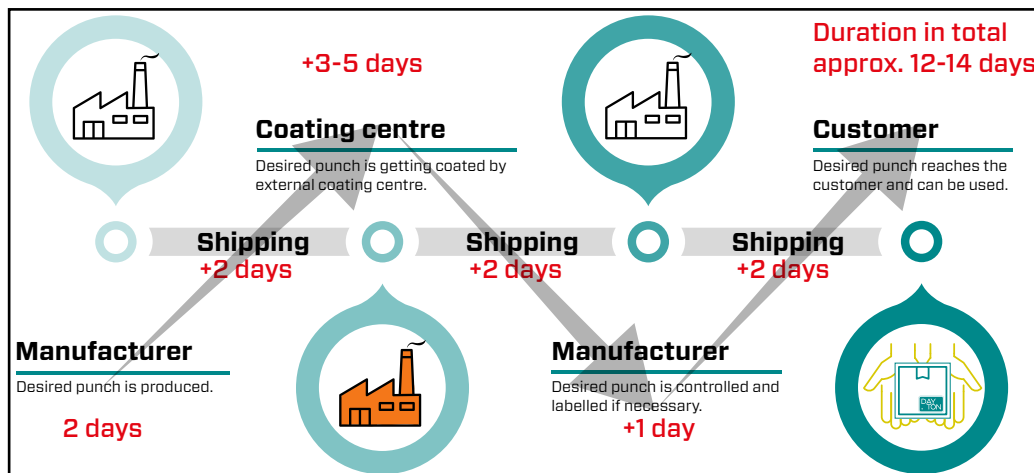 +3-5 days
Duration in total
approx. 12-14 days
Coating centre
Desired punch is getting coated by
external coating centre.
Customer
Desired punch reaches the
customer and can be used.
Shipping
+2 days
Shipping
+2 days
Shipping
+2 days
Manufacturer
Desired punch is produced.
2 days
Manufacturer
Desired punch is controlled and
labelled if necessary.
+1 day
DAY
TON